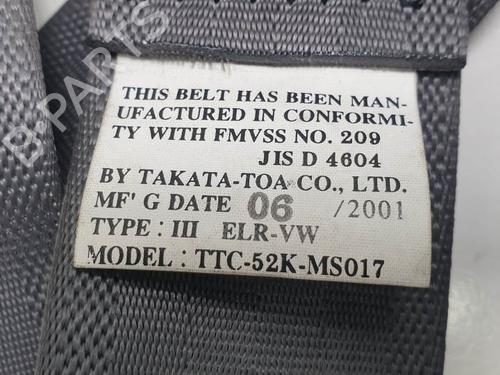 THIS BELT HAS BEEN MAN-
UFACTURED IN CONFORMI-
TY WITH FMVSS NO. 209
JIS D 4604
BY TAKATA-TOA CO., LTD.
MF' G DATE 06 /2001
TYPE : III ELR-VW
MODEL : TTC-52K-MS017
B-PARTS